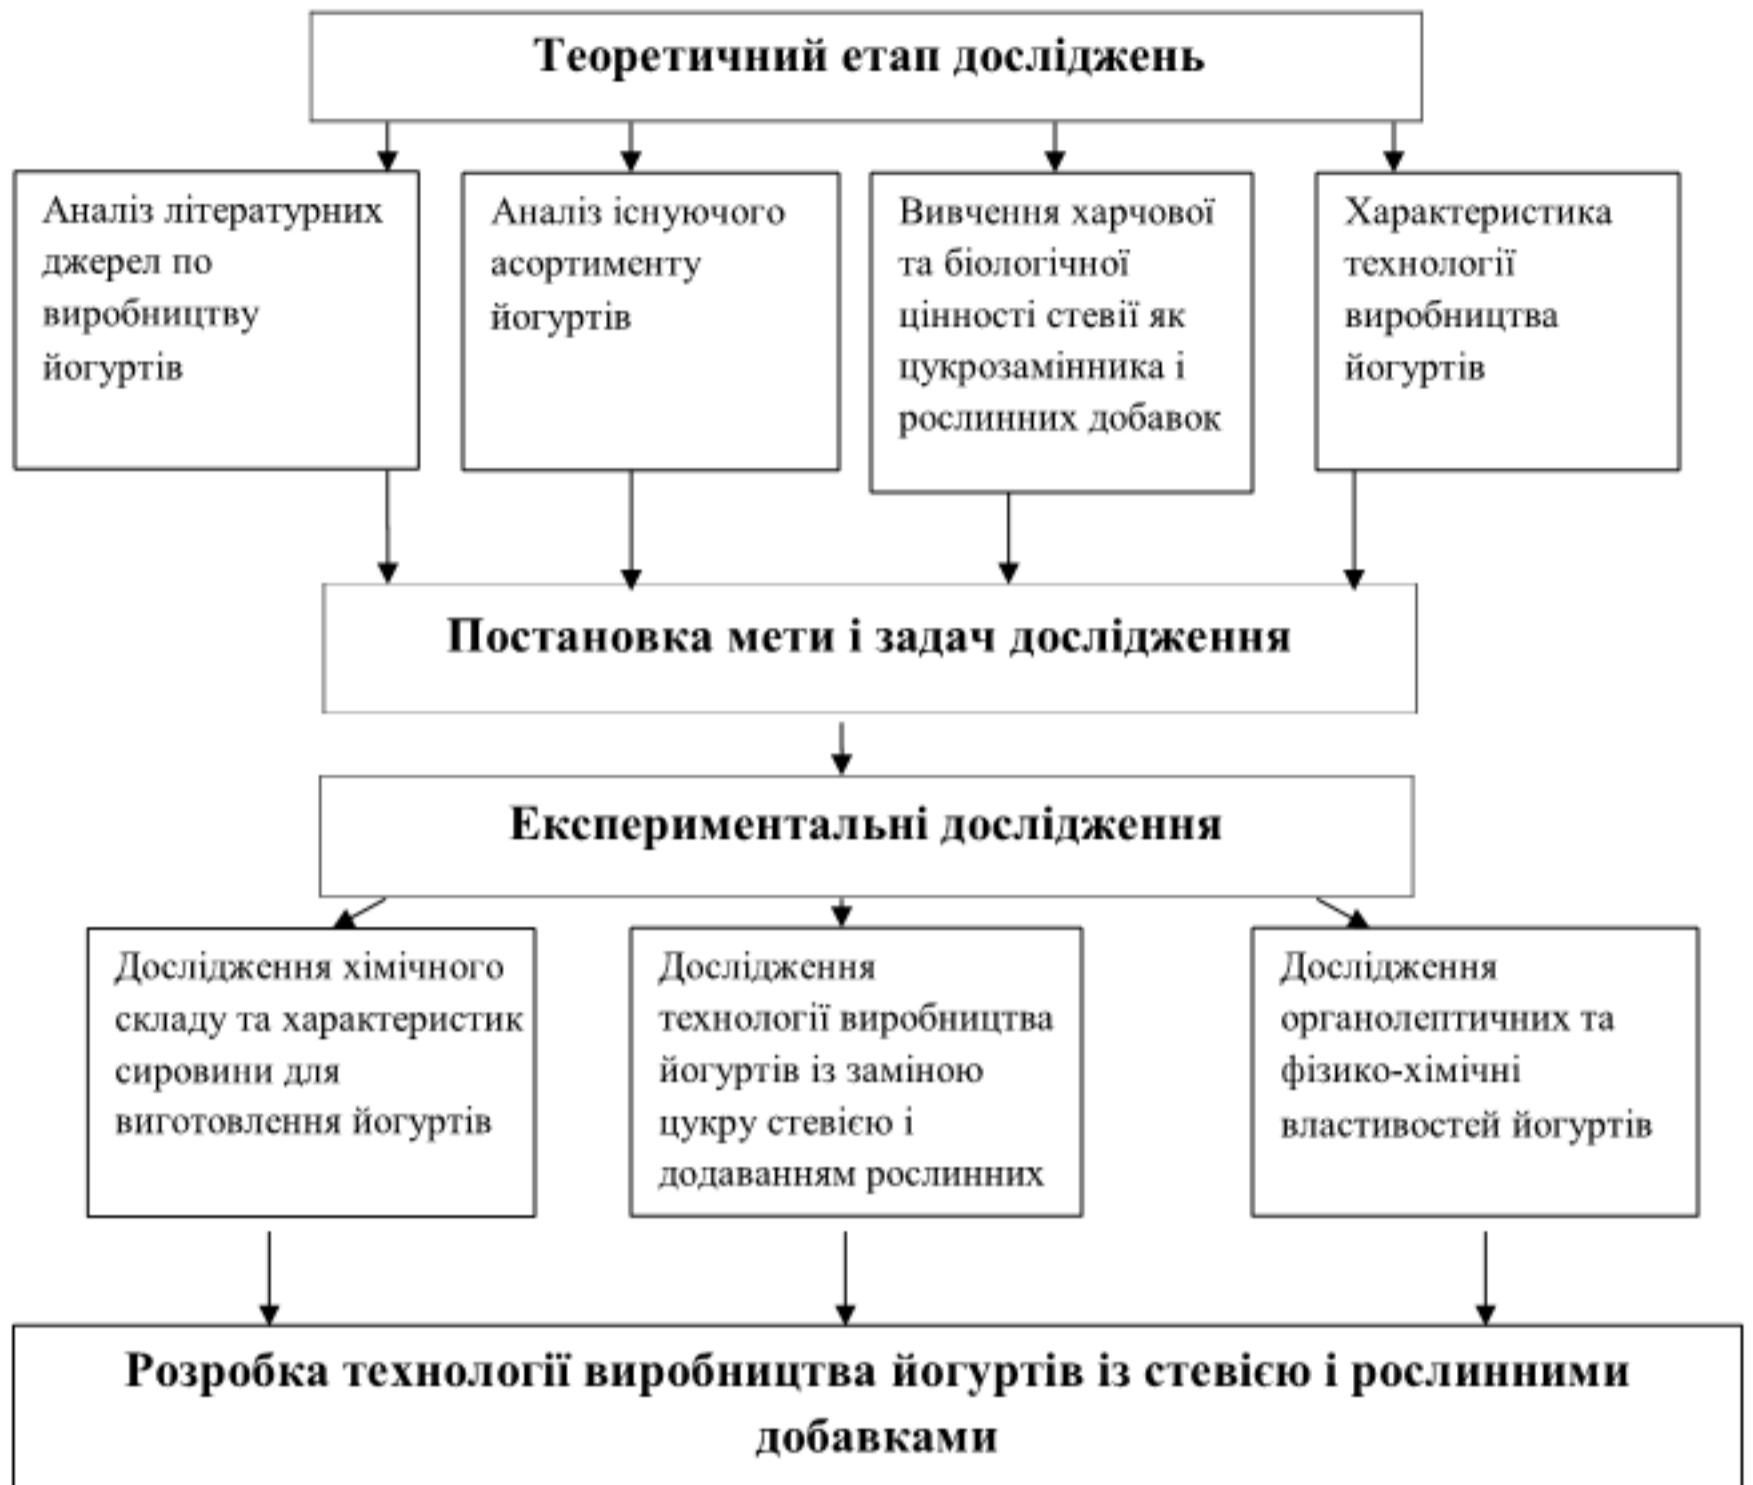 Теоретичний етап досліджень
Аналіз літературних
джерел по
виробництву
йогуртів
Аналіз існуючого
асортименту
йогуртів
Вивчення харчової
та біологічної
цінності стевії як
цукрозамінника і
рослинних добавок
Характеристика
технології
виробництва
йогуртів
Постановка мети і задач дослідження
Експериментальні дослідження
Дослідження хімічного
складу та характеристик
сировини для
виготовлення йогуртів
Дослідження
технології виробництва
йогуртів із заміною
цукру стевією і
додаванням рослинних
Дослідження
органолептичних та
фізико-хімічні
властивостей йогуртів
Розробка технології виробництва йогуртів із стевією і рослинними
добавками